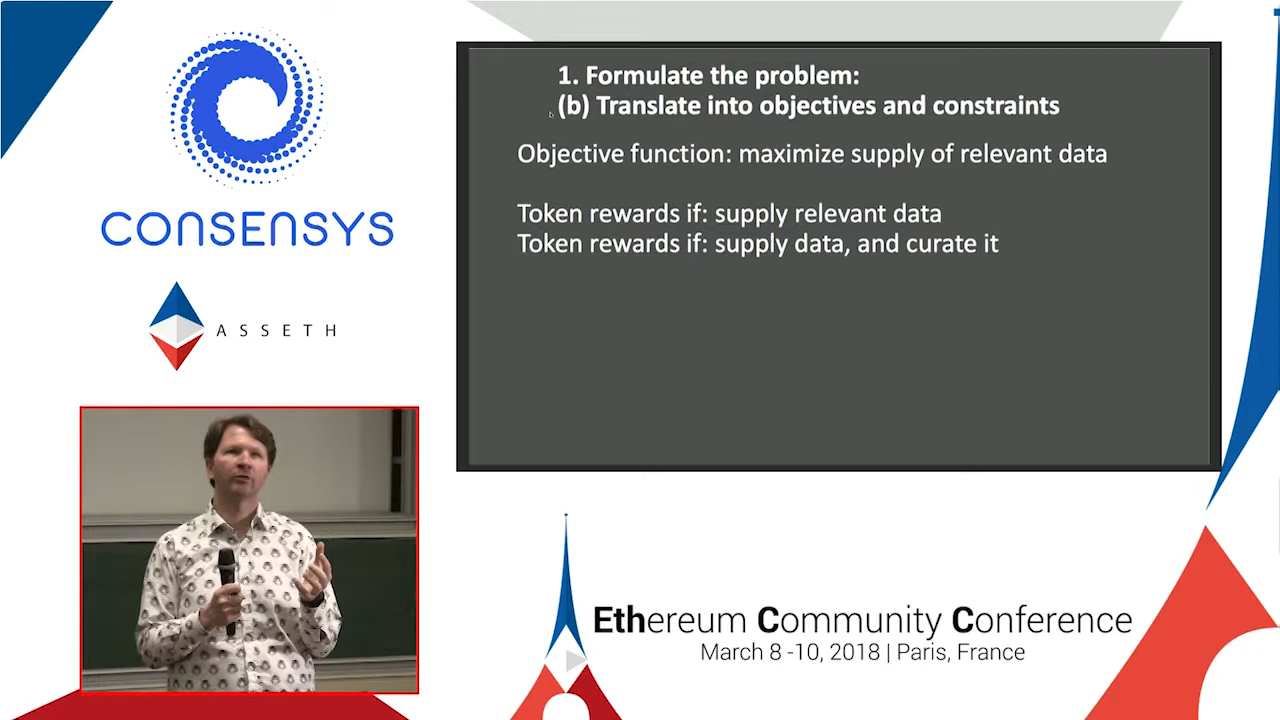 CONSENSYS
ASSETH
1. Formulate the problem:
(b) Translate into objectives and constraints
Objective function: maximize supply of relevant data
Token rewards if: supply relevant data
Token rewards if: supply data, and curate it
Ethereum Community Conference
March 8 -10, 2018 | Paris, France